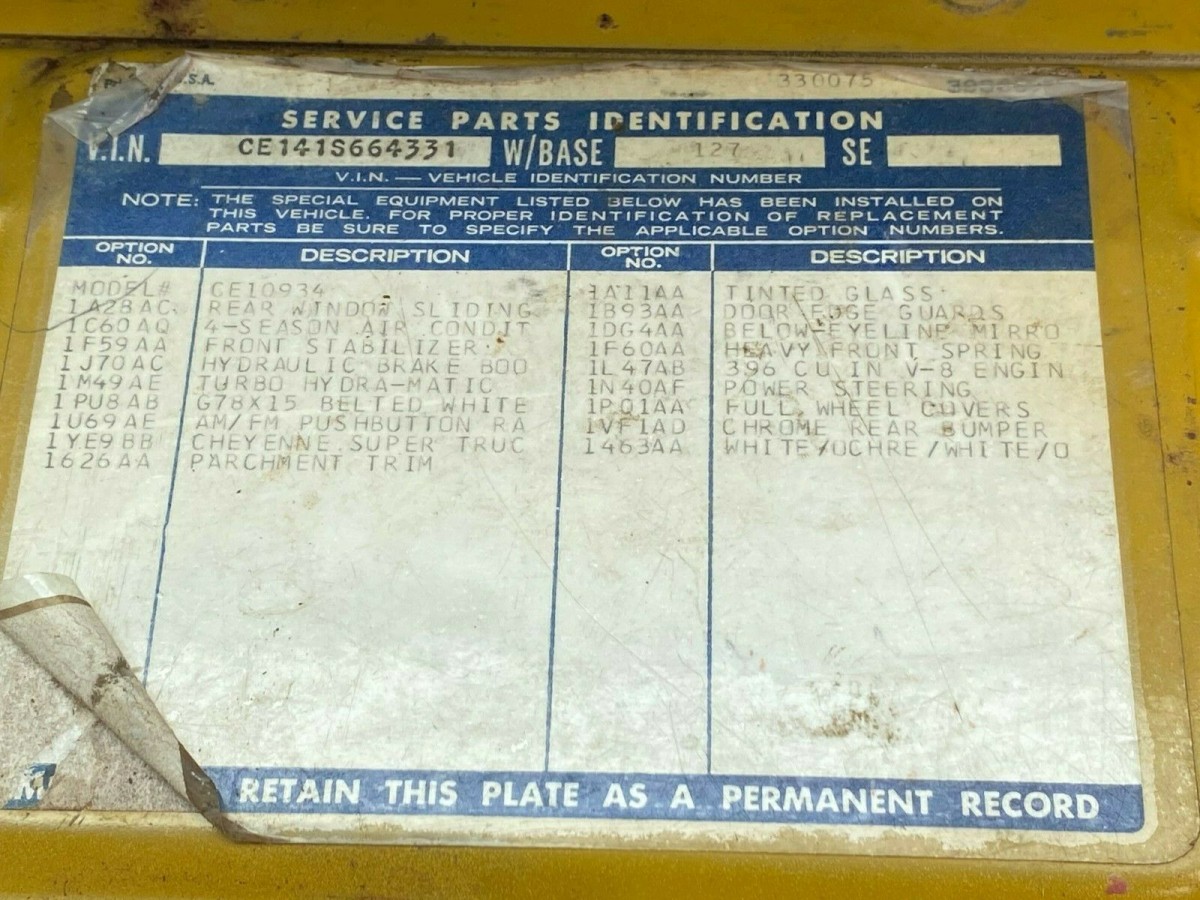 U.S.A. 330075
SERVICE PARTS IDENTIFICATION
V.I.N. CE141S664331 W/BASE 127 SE
V.I.N. — VEHICLE IDENTIFICATION NUMBER
NOTE: THE SPECIAL EQUIPMENT LISTED BELOW HAS BEEN INSTALLED ON
THIS VEHICLE. FOR PROPER IDENTIFICATION OF REPLACEMENT
PARTS BE SURE TO SPECIFY THE APPLICABLE OPTION NUMBERS.
OPTION NO. DESCRIPTION OPTION NO. DESCRIPTION
MODEL# CE10934 1A11AA TINTED GLASS
1A28AC REAR WINDOW SLIDING 1B93AA DOOR EDGE GUARDS
1C60AQ 4-SEASON AIR CONDIT 1DG4AA BELOW-EYELINE MIRRO
1F59AA FRONT STABILIZER 1F60AA HEAVY FRONT SPRING
1J70AC HYDRAULIC BRAKE BOO 1L47AB 396 CU IN V-8 ENGIN
1M49AE TURBO HYDRA-MATIC 1N40AF POWER STEERING
1PU8AB G78X15 BELTED WHITE 1PQ1AA FULL WHEEL COVERS
1U69AE AM/FM PUSHBUTTON RA 1VF1AD CHROME REAR BUMPER
1YE9BB CHEYENNE SUPER TRUC 1463AA WHITE/OCHRE/WHITE/O
1626AA PARCHMENT TRIM
RETAIN THIS PLATE AS A PERMANENT RECORD